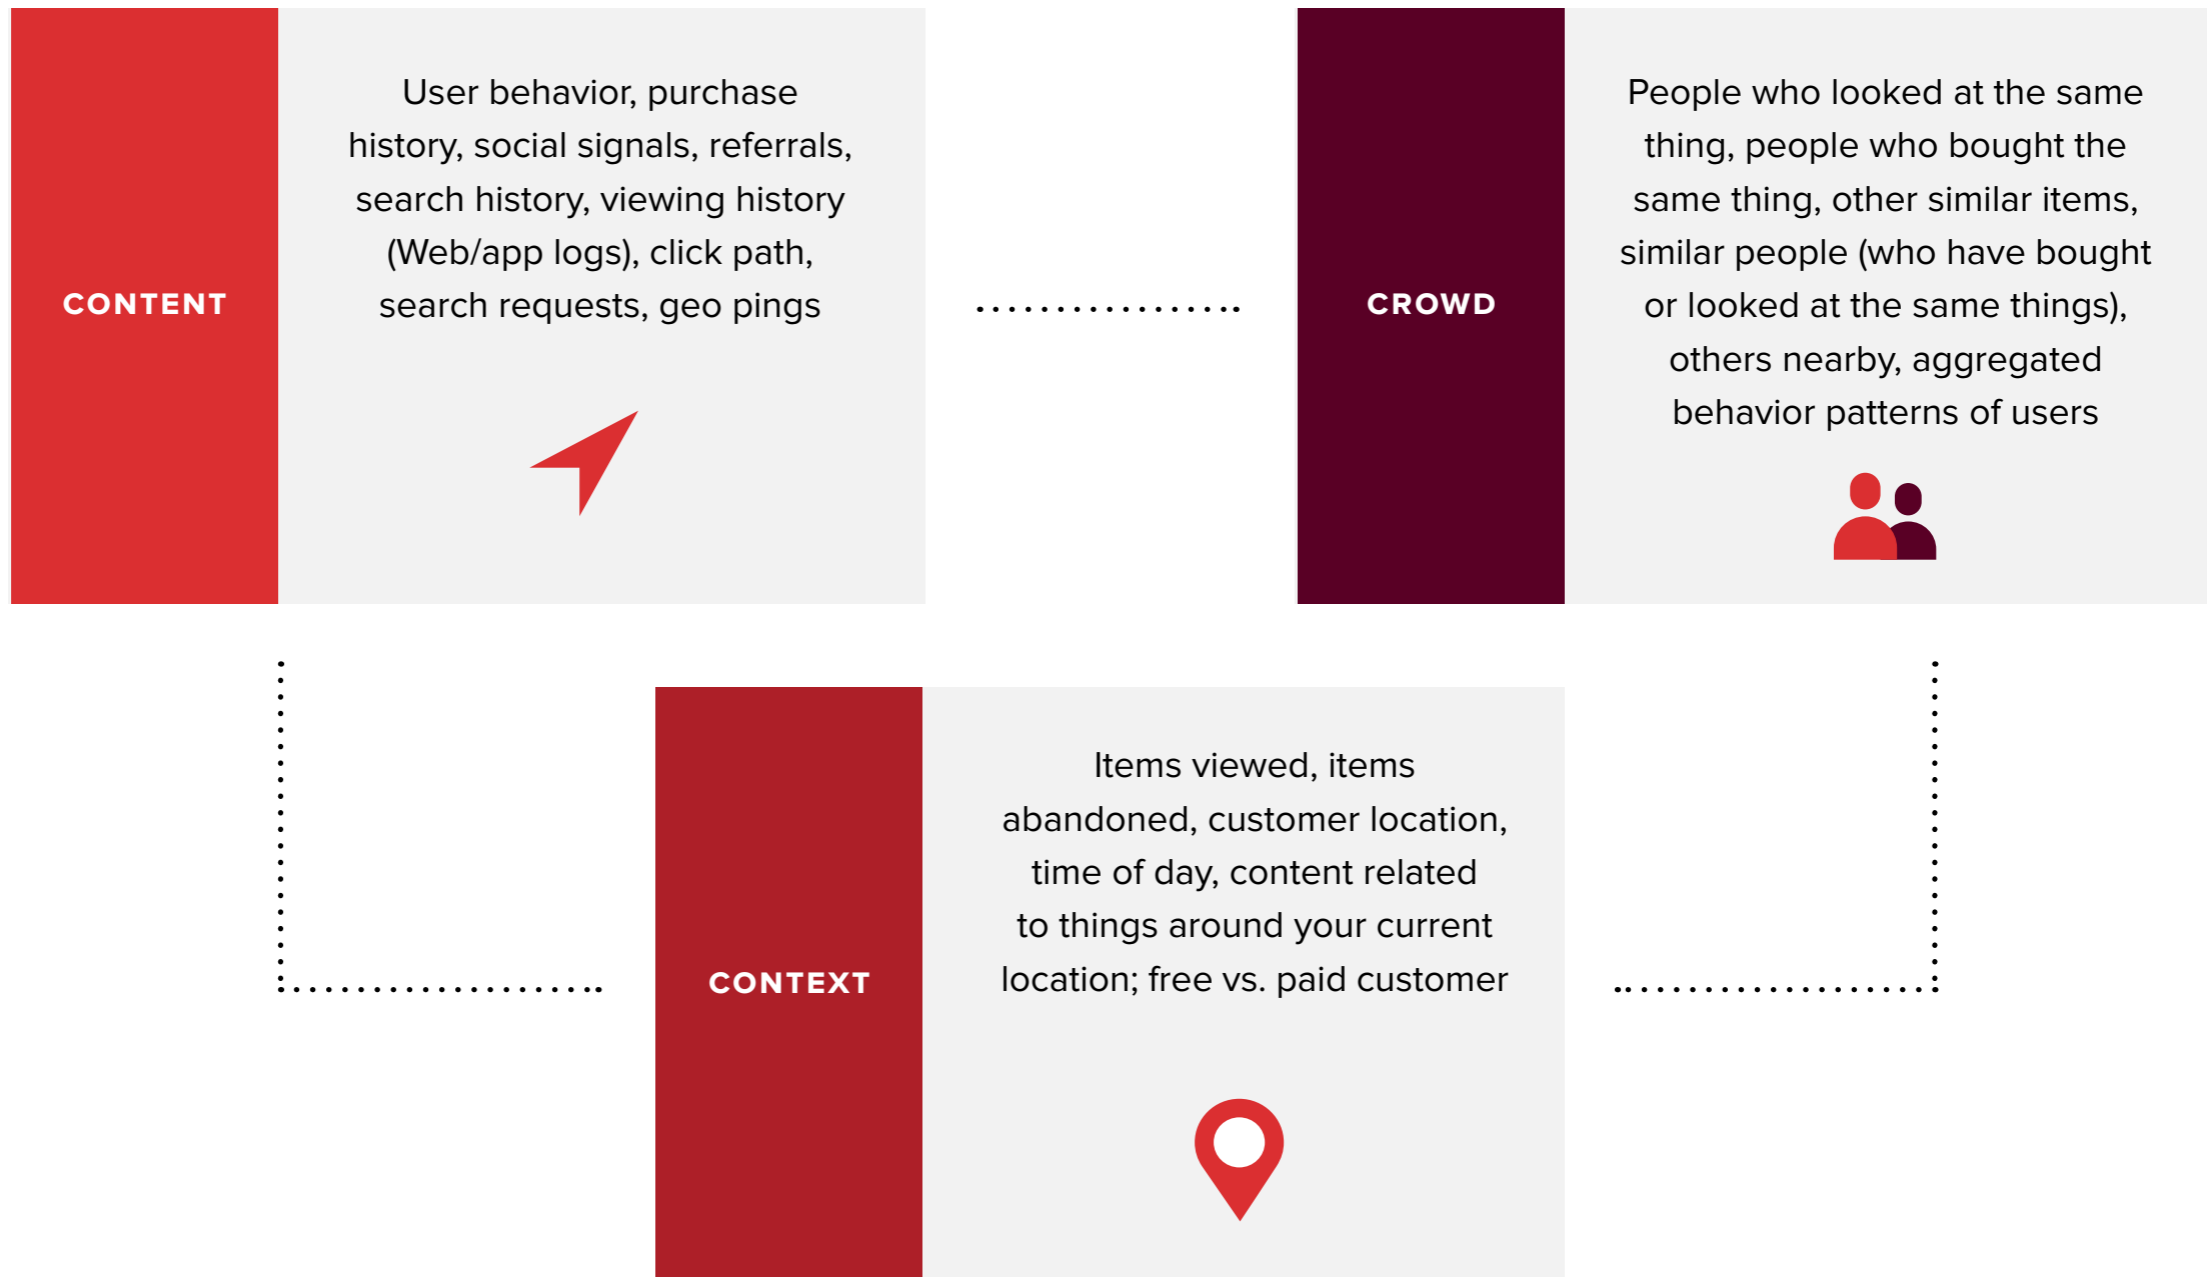 CONTENT
User behavior, purchase
history, social signals, referrals,
search history, viewing history
(Web/app logs), click path,
search requests, geo pings
CROWD
People who looked at the same
thing, people who bought the
same thing, other similar items,
similar people (who have bought
or looked at the same things),
others nearby, aggregated
behavior patterns of users
CONTEXT
Items viewed, items
abandoned, customer location,
time of day, content related
to things around your current
location; free vs. paid customer